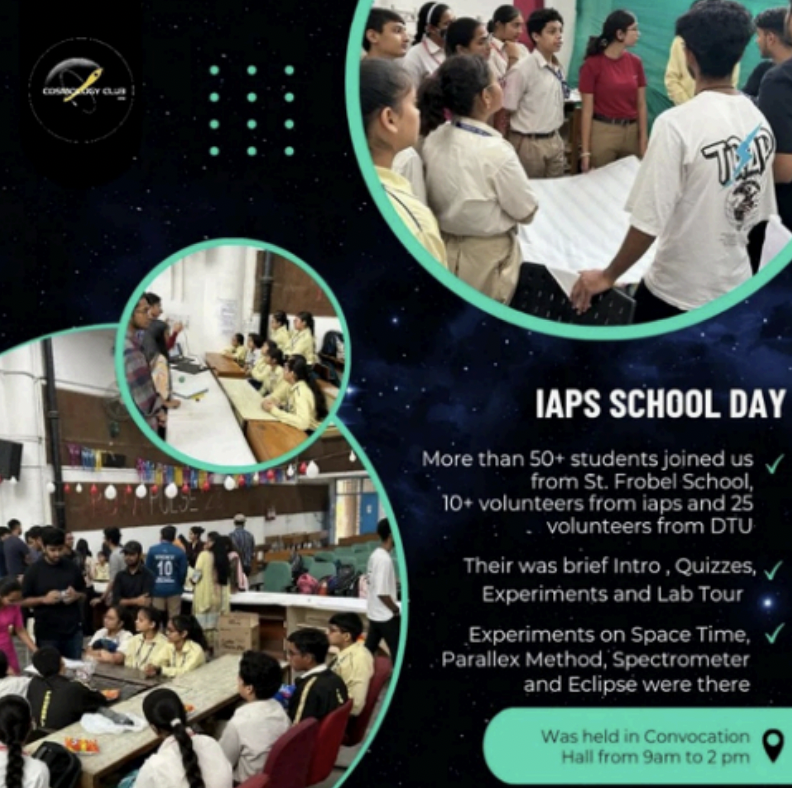 COSMOLOGY CLUB
TRAP
10
IAPS SCHOOL DAY
More than 50+ students joined us
from St. Frobel School,
10+ volunteers from iaps and 25
volunteers from DTU
Their was brief Intro , Quizzes,
Experiments and Lab Tour
Experiments on Space Time,
Parallex Method, Spectrometer
and Eclipse were there
Was held in Convocation
Hall from 9am to 2 pm